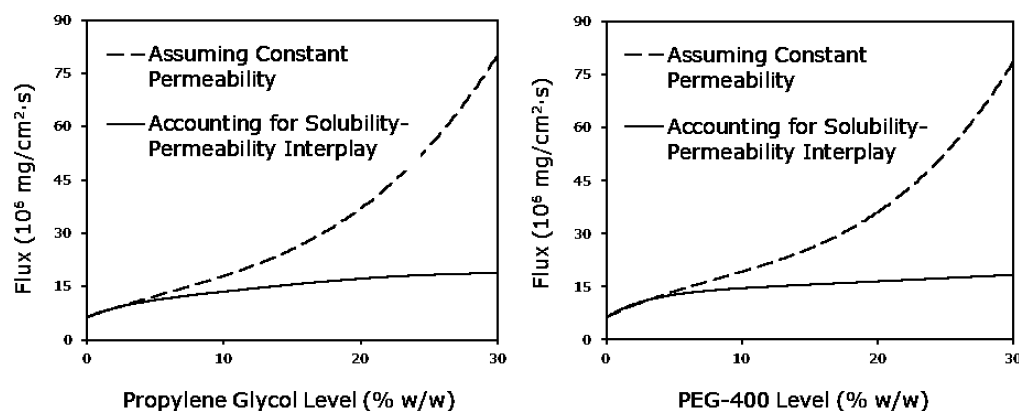 90
75
60
45
30
15
0
Flux (10⁶ mg/cm²·s)
Assuming Constant
Permeability
Accounting for Solubility-
Permeability Interplay
0 10 20 30
Propylene Glycol Level (% w/w)
90
75
60
45
30
15
0
Flux (10⁶ mg/cm²·s)
Assuming Constant
Permeability
Accounting for Solubility-
Permeability Interplay
0 10 20 30
PEG-400 Level (% w/w)